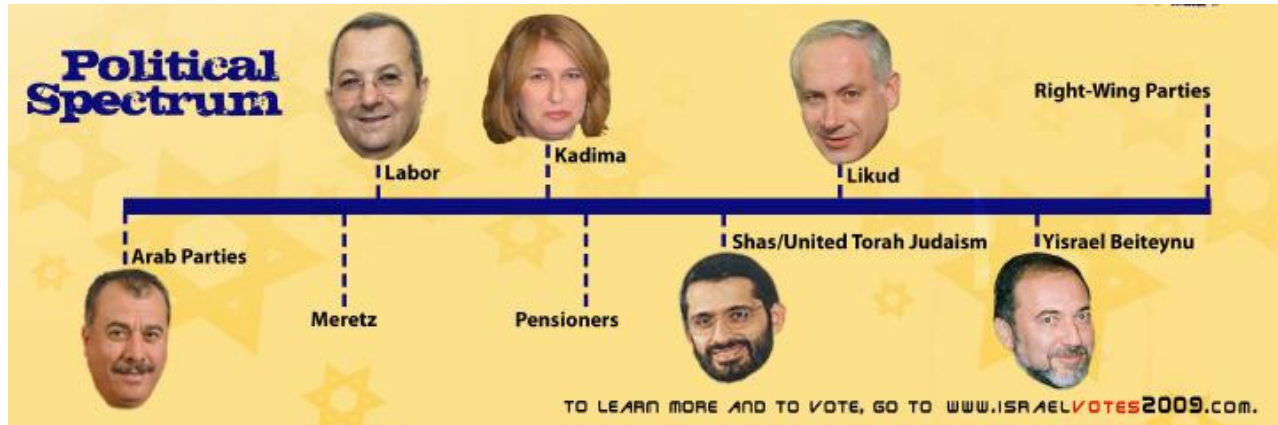 Political
Spectrum
Labor
Kadima
Likud
Right-Wing Parties
Arab Parties
Meretz
Pensioners
Shas/United Torah Judaism
Yisrael Beiteynu
TO LEARN MORE AND TO VOTE, GO TO WWW.ISRAELVOTES2009.COM.